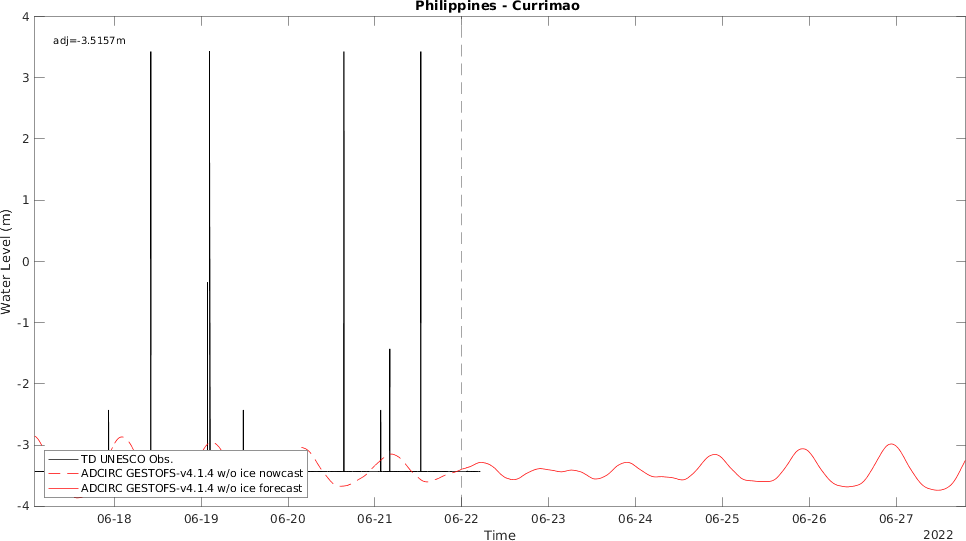 Philippines - Currimao
adj=-3.5157m
Water Level (m)
4
3
2
1
0
-1
-2
-3
-4
TD UNESCO Obs.
ADCIRC GESTOFS-v4.1.4 w/o ice nowcast
ADCIRC GESTOFS-v4.1.4 w/o ice forecast
06-18 06-19 06-20 06-21 06-22 06-23 06-24 06-25 06-26 06-27
Time
2022